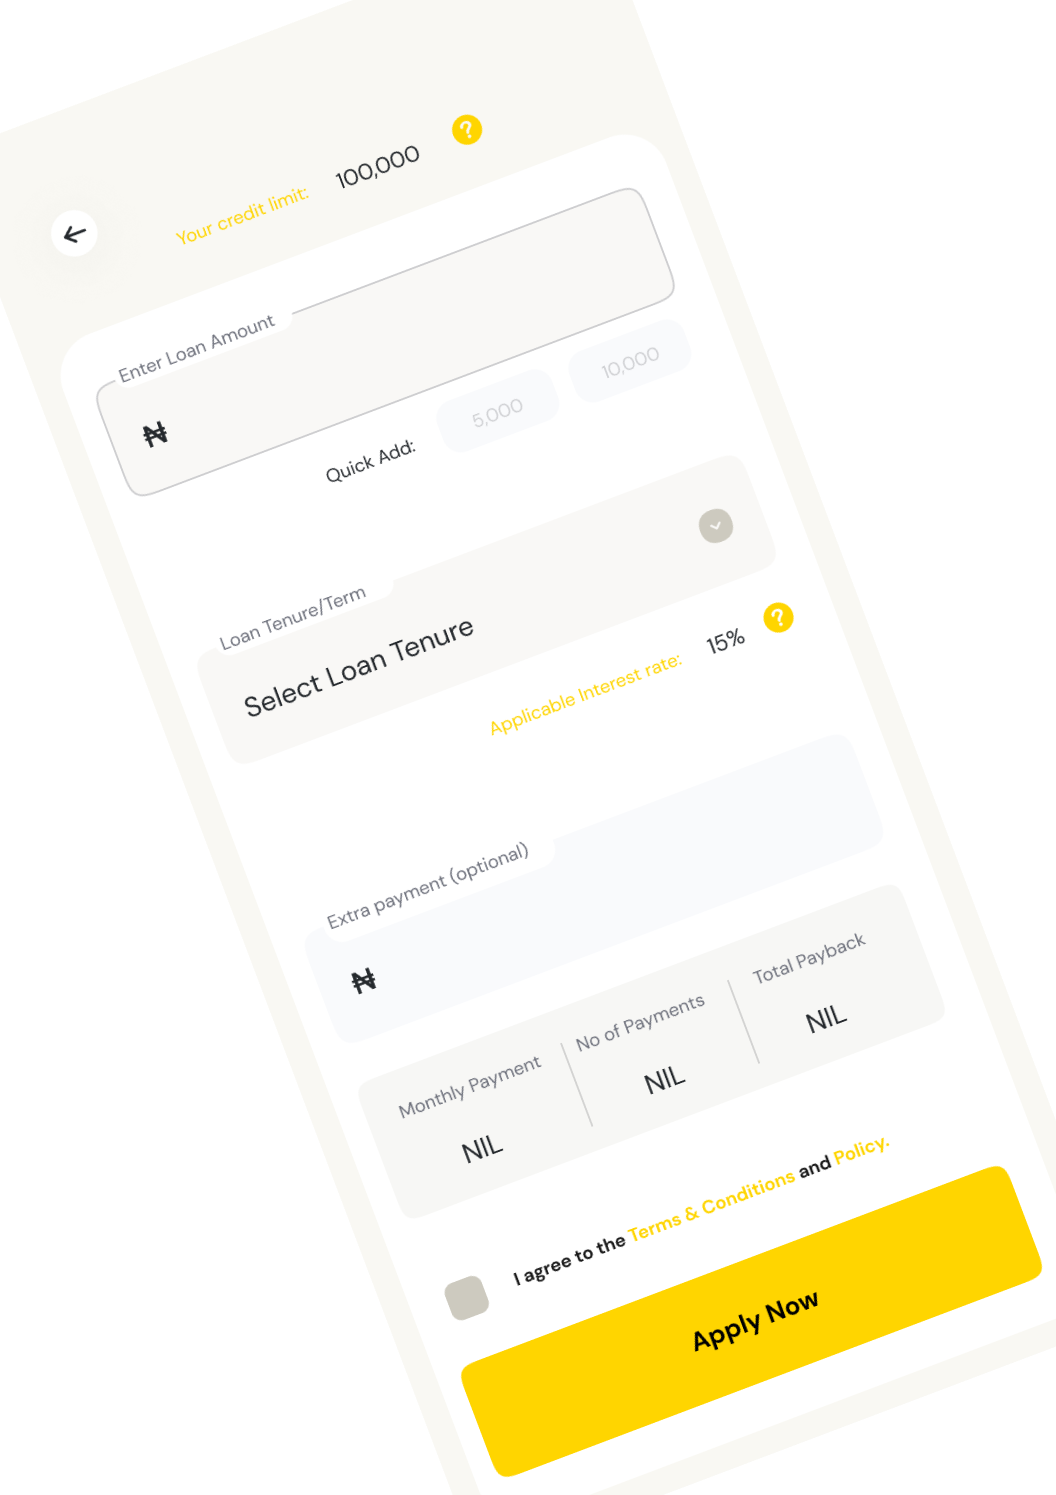 Your credit limit: 100,000 ?
Enter Loan Amount
₦
Quick Add: 5,000 10,000
Loan Tenure/Term
Select Loan Tenure
Applicable Interest rate: 15% ?
Extra payment (optional)
₦
Monthly Payment No of Payments Total Payback
NIL NIL NIL
I agree to the Terms & Conditions and Policy.
Apply Now